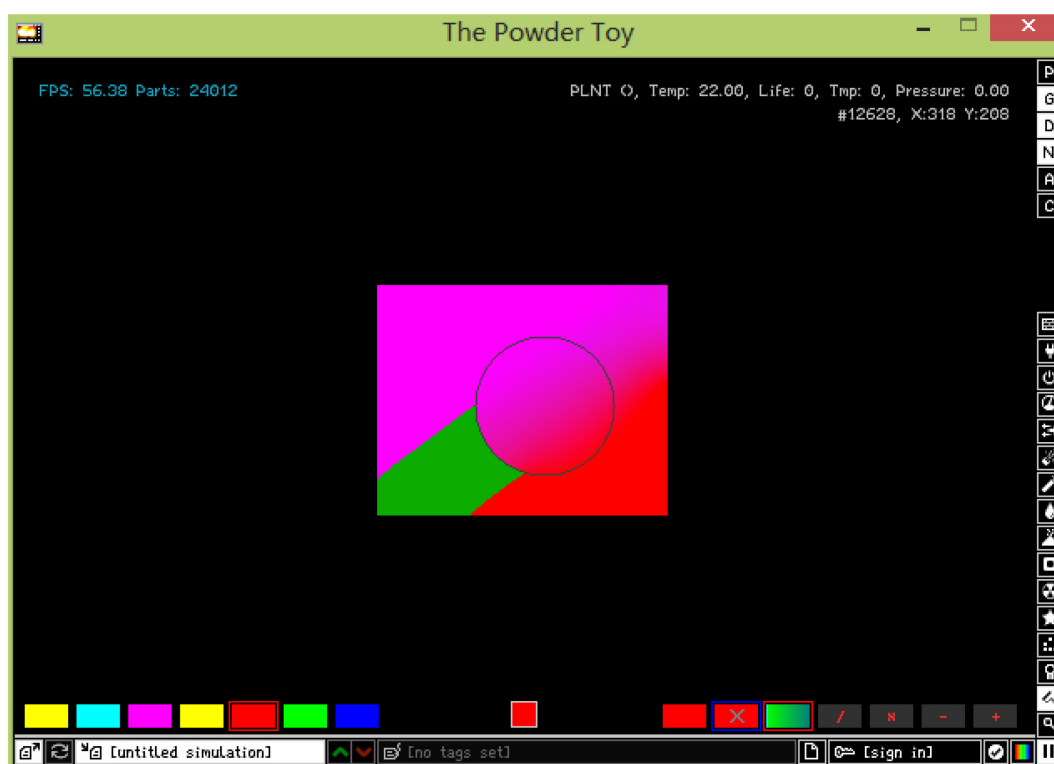 The Powder Toy
FPS: 56.38 Parts: 24012
PLNT (), Temp: 22.00, Life: 0, Tmp: 0, Pressure: 0.00
#12628, X:318 Y:208
P
G
D
N
A
C
/ N - +
[untitled simulation] [no tags set] [sign in]